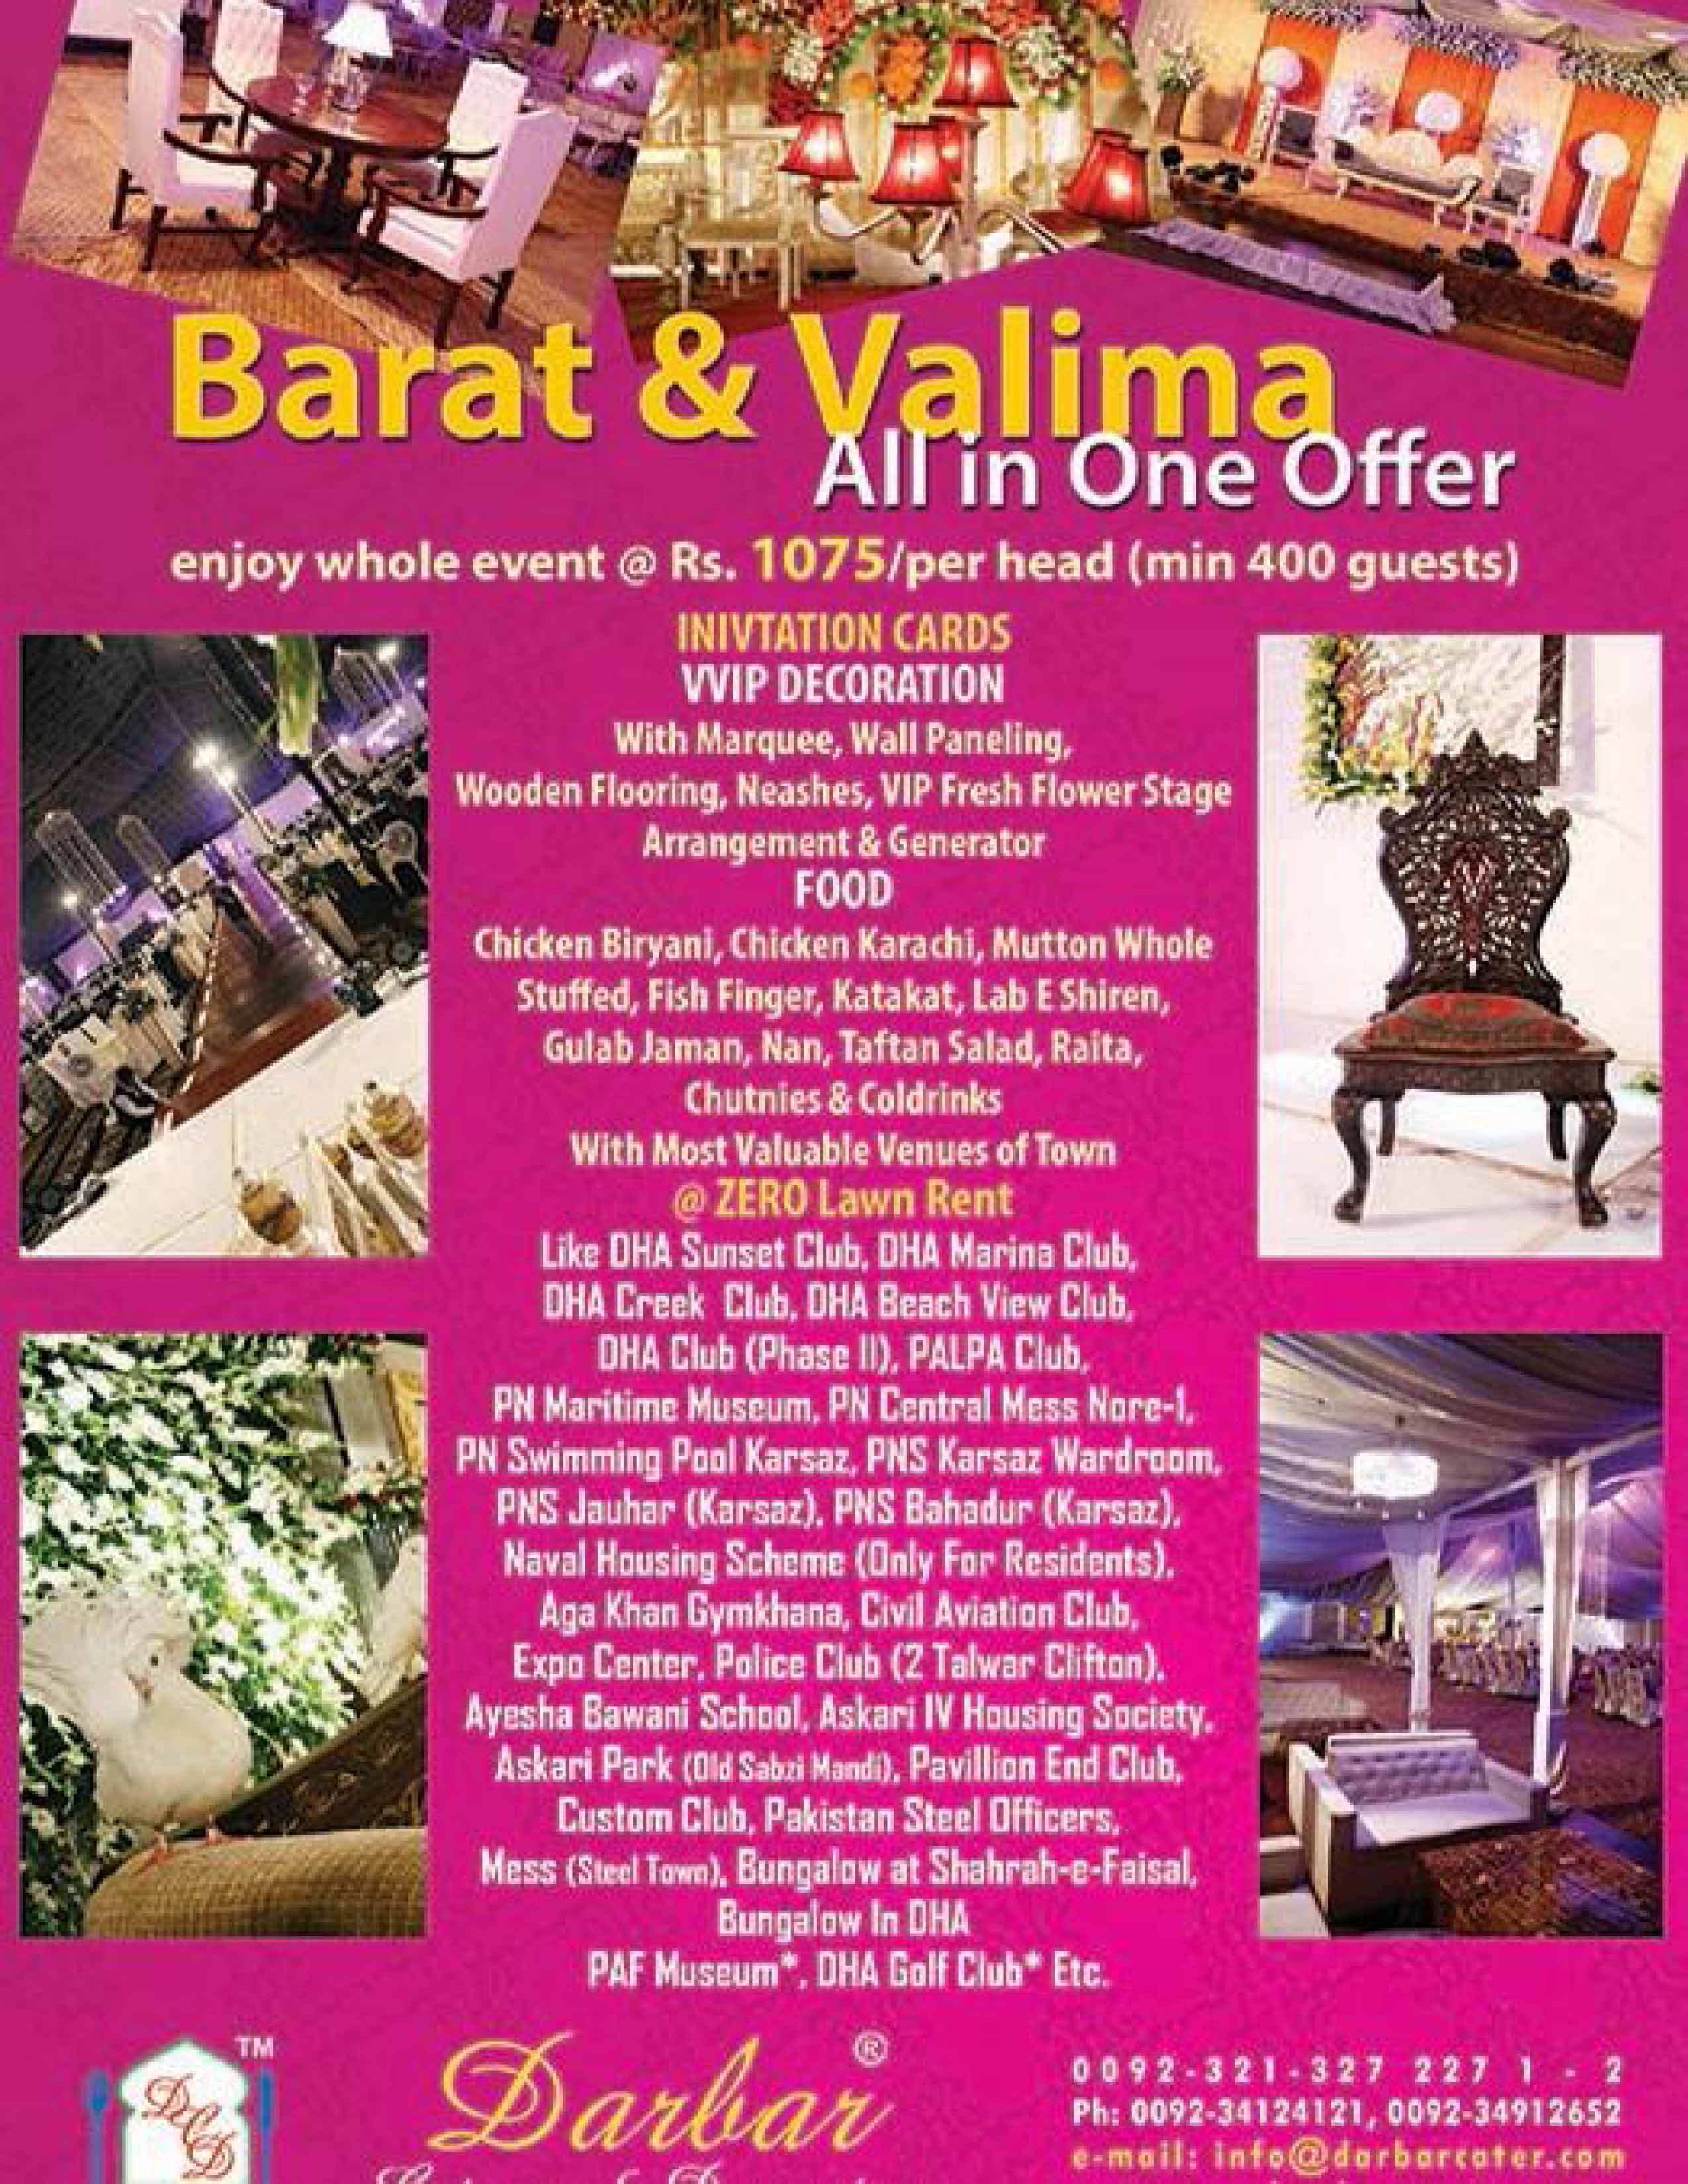 Barat & Valima
All in One Offer
enjoy whole event @ Rs. 1075/per head (min 400 guests)
INIVTATION CARDS
VVIP DECORATION
With Marquee, Wall Paneling,
Wooden Flooring, Neashes, VIP Fresh Flower Stage
Arrangement & Generator
FOOD
Chicken Biryani, Chicken Karachi, Mutton Whole
Stuffed, Fish Finger, Katakat, Lab E Shiren,
Gulab Jaman, Nan, Taftan Salad, Raita,
Chutnies & Coldrinks
With Most Valuable Venues of Town
@ ZERO Lawn Rent
Like DHA Sunset Club, DHA Marina Club,
DHA Creek Club, DHA Beach View Club,
DHA Club (Phase II), PALPA Club,
PN Maritime Museum, PN Central Mess Nore-1,
PN Swimming Pool Karsaz, PNS Karsaz Wardroom,
PNS Jauhar (Karsaz), PNS Bahadur (Karsaz),
Naval Housing Scheme (Only For Residents),
Aga Khan Gymkhana, Civil Aviation Club,
Expo Center, Police Club (2 Talwar Clifton),
Ayesha Bawani School, Askari IV Housing Society,
Askari Park (Old Sabzi Mandi), Pavillion End Club,
Custom Club, Pakistan Steel Officers,
Mess (Steel Town), Bungalow at Shahrah-e-Faisal,
Bungalow In DHA
PAF Museum*, DHA Golf Club* Etc.
TM
DCD
Darbar ®
0092-321-327 227 1 - 2
Ph: 0092-34124121, 0092-34912652
e-mail: info@darbarcater.com